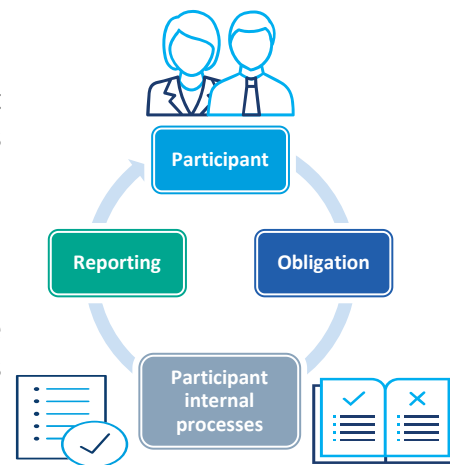 Participant
Reporting
Obligation
Participant
internal
processes